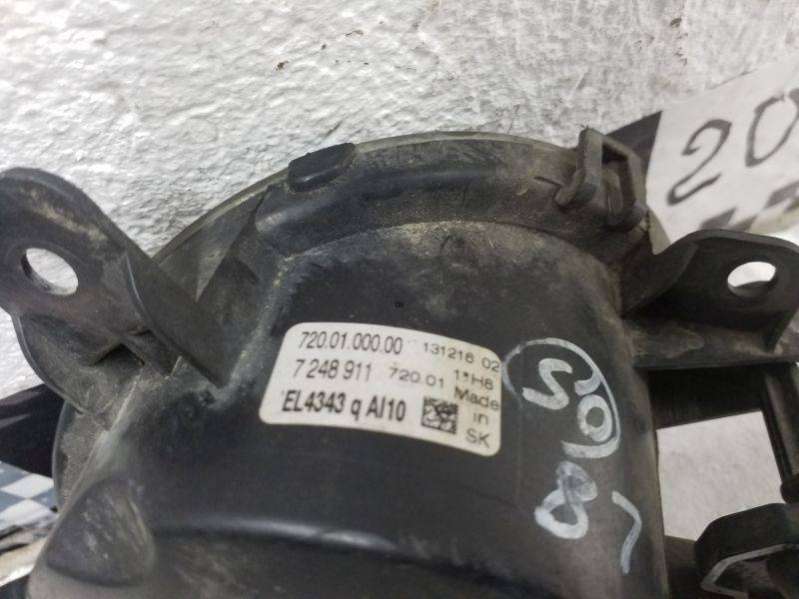 720.01.000.00 131216 02
7 248 911 720.01 1*H8
EL4343 q AI10 Made in SK
20